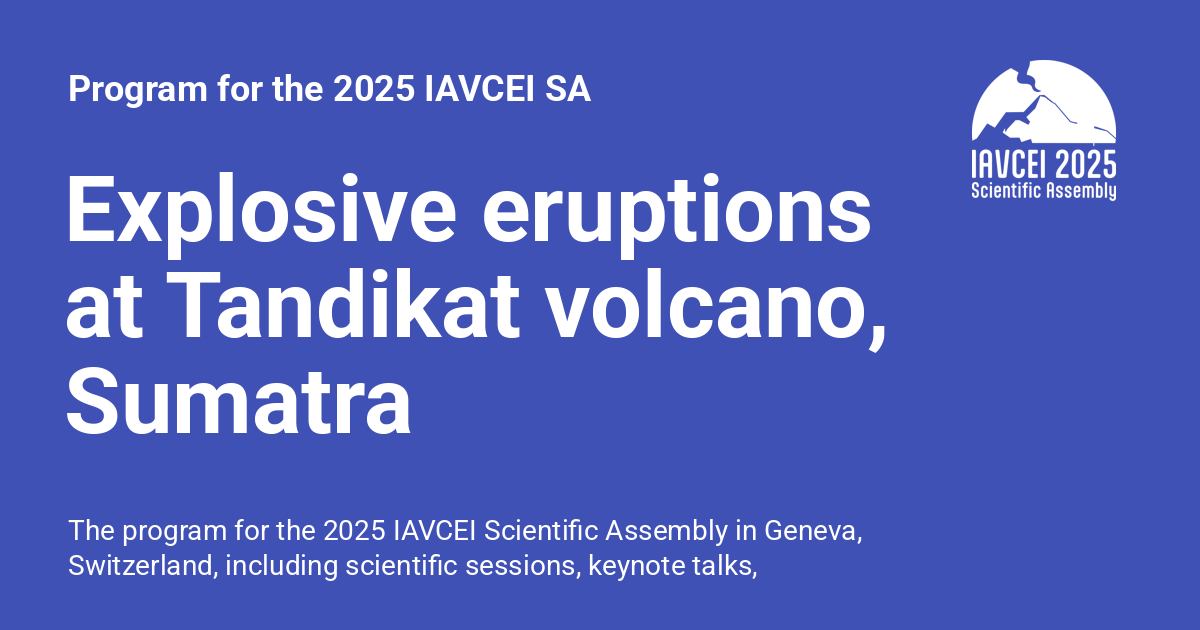 Program for the 2025 IAVCEI SA
IAVCEI 2025
Scientific Assembly
Explosive eruptions
at Tandikat volcano,
Sumatra
The program for the 2025 IAVCEI Scientific Assembly in Geneva,
Switzerland, including scientific sessions, keynote talks,